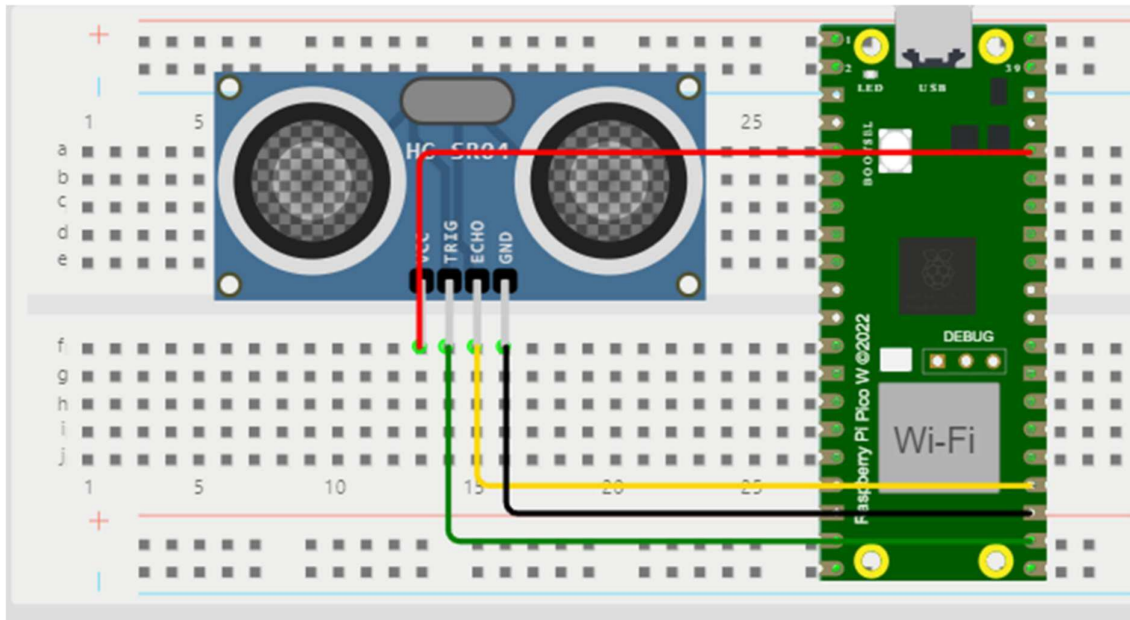 +
1
2
39
LED
USB
1
5
25
a
b
c
d
e
BOOTSEL
HC-SR04
VCC
TRIG
ECHO
GND
f
g
h
i
j
DEBUG
Raspberry Pi Pico W ©2022
Wi-Fi
1
5
10
15
20
25
+